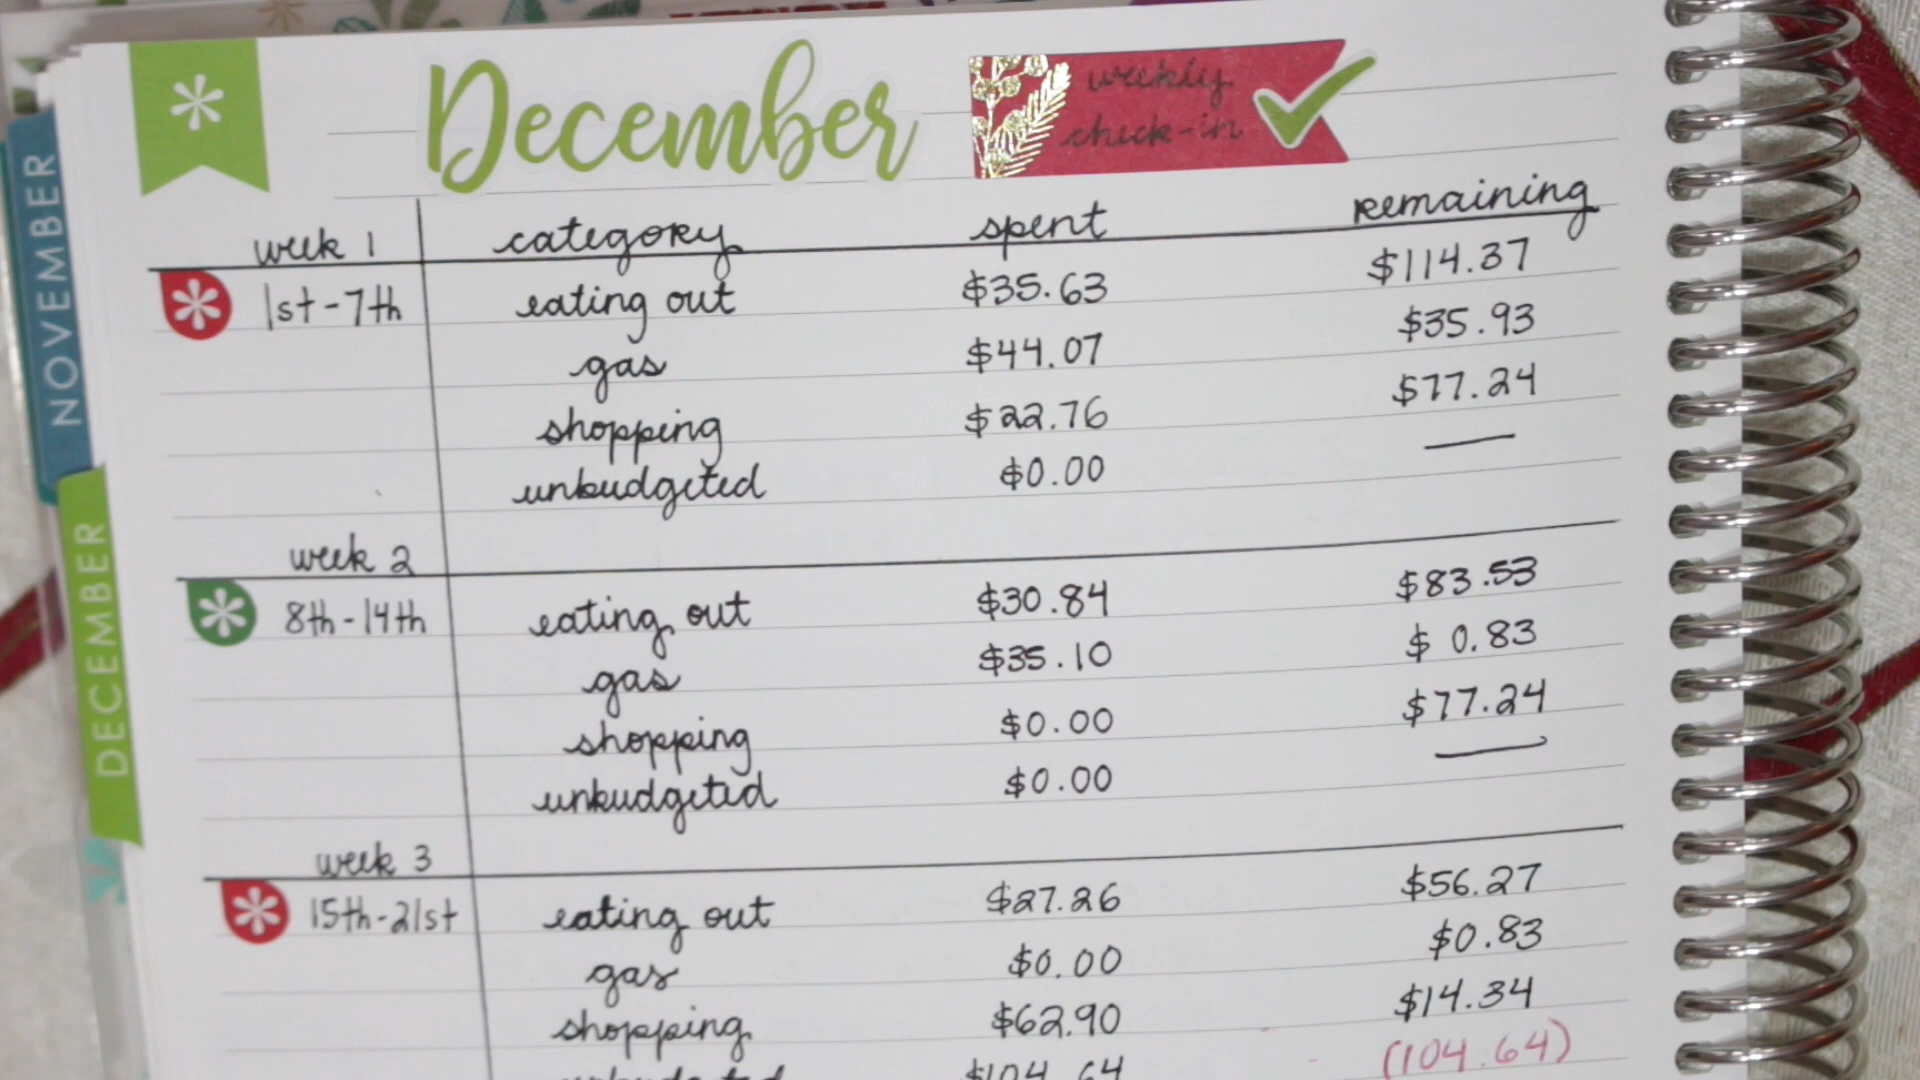 December
weekly
check-in
NOVEMBER
DECEMBER
week 1 category spent remaining
1st-7th eating out $35.63 $114.37
gas $44.07 $35.93
shopping $22.76 $77.24
unbudgeted $0.00 —
week 2
8th-14th eating out $30.84 $83.53
gas $35.10 $ 0.83
shopping $0.00 $77.24
unbudgeted $0.00 —
week 3
15th-21st eating out $27.26 $56.27
gas $0.00 $0.83
shopping $62.90 $14.34
unbudgeted $104.64 (104.64)